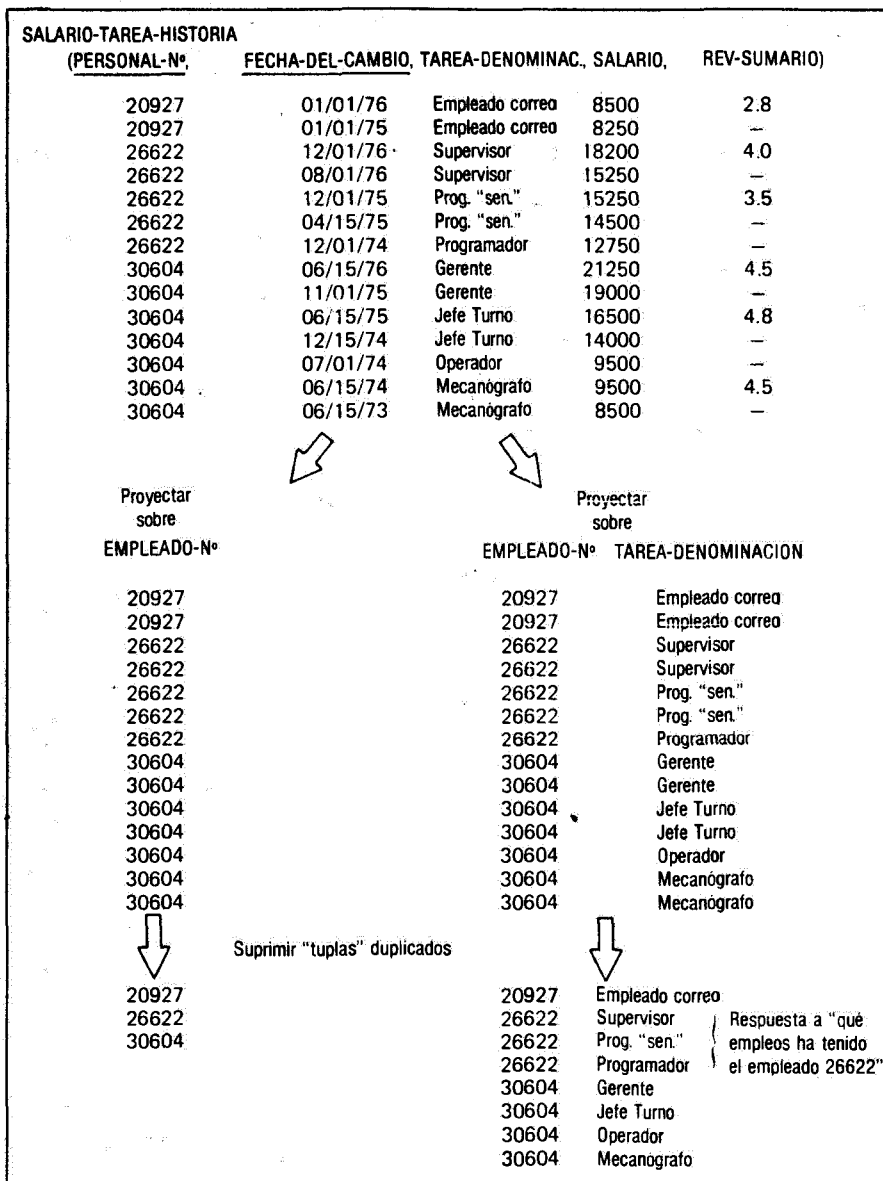 SALARIO-TAREA-HISTORIA
(PERSONAL-Nº, FECHA-DEL-CAMBIO, TAREA-DENOMINAC., SALARIO, REV-SUMARIO)
20927 01/01/76 Empleado correo 8500 2.8
20927 01/01/75 Empleado correo 8250 —
26622 12/01/76 Supervisor 18200 4.0
26622 08/01/76 Supervisor 15250 —
26622 12/01/75 Prog. "sen." 15250 3.5
26622 04/15/75 Prog. "sen." 14500 —
26622 12/01/74 Programador 12750 —
30604 06/15/76 Gerente 21250 4.5
30604 11/01/75 Gerente 19000 —
30604 06/15/75 Jefe Turno 16500 4.8
30604 12/15/74 Jefe Turno 14000 —
30604 07/01/74 Operador 9500 —
30604 06/15/74 Mecanógrafo 9500 4.5
30604 06/15/73 Mecanógrafo 8500 —
Proyectar Proyectar
sobre sobre
EMPLEADO-Nº EMPLEADO-Nº TAREA-DENOMINACION
20927 20927 Empleado correo
20927 20927 Empleado correo
26622 26622 Supervisor
26622 26622 Supervisor
26622 26622 Prog. "sen."
26622 26622 Prog. "sen."
26622 26622 Programador
30604 30604 Gerente
30604 30604 Gerente
30604 30604 Jefe Turno
30604 30604 Jefe Turno
30604 30604 Operador
30604 30604 Mecanógrafo
30604 30604 Mecanógrafo
Suprimir "tuplas" duplicados
20927 20927 Empleado correo
26622 26622 Supervisor Respuesta a "qué
30604 26622 Prog. "sen." empleos ha tenido
26622 Programador el empleado 26622"
30604 Gerente
30604 Jefe Turno
30604 Operador
30604 Mecanógrafo